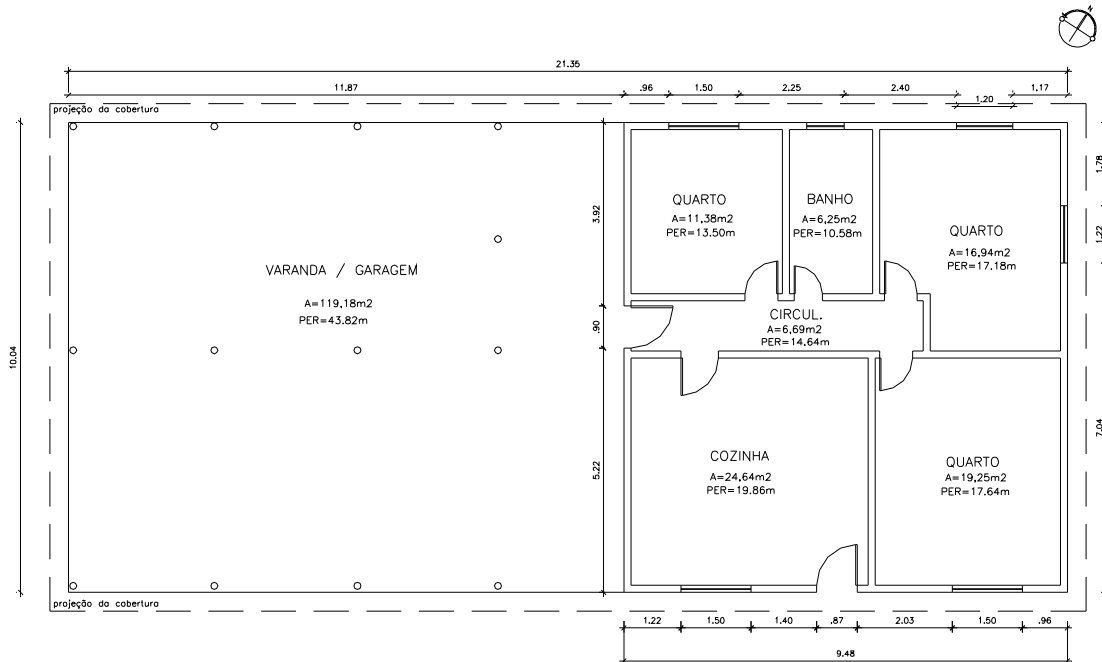 N
21.35
11.87
.96
1.50
2.25
2.40
1.20
1.17
projeção da cobertura
QUARTO
A=11,38m2
PER=13.50m
BANHO
A=6,25m2
PER=10.58m
QUARTO
A=16,94m2
PER=17.18m
1.78
1.22
7.04
3.92
.90
5.22
10.04
VARANDA / GARAGEM
A=119,18m2
PER=43.82m
CIRCUL.
A=6,69m2
PER=14.64m
COZINHA
A=24,64m2
PER=19.86m
QUARTO
A=19,25m2
PER=17.64m
projeção da cobertura
1.22
1.50
1.40
.87
2.03
1.50
.96
9.48